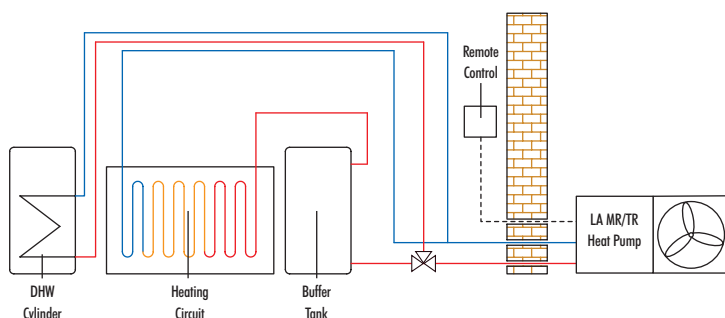 Remote
Control
LA MR/TR
Heat Pump
DHW
Cylinder
Heating
Circuit
Buffer
Tank